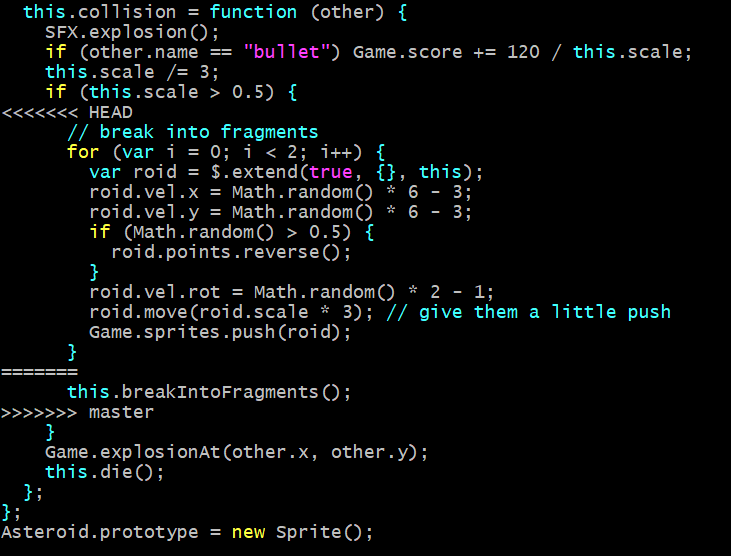 this.collision = function (other) {
    SFX.explosion();
    if (other.name == "bullet") Game.score += 120 / this.scale;
    this.scale /= 3;
    if (this.scale > 0.5) {
<<<<<<< HEAD
      // break into fragments
      for (var i = 0; i < 2; i++) {
        var roid = $.extend(true, {}, this);
        roid.vel.x = Math.random() * 6 - 3;
        roid.vel.y = Math.random() * 6 - 3;
        if (Math.random() > 0.5) {
          roid.points.reverse();
        }
        roid.vel.rot = Math.random() * 2 - 1;
        roid.move(roid.scale * 3); // give them a little push
        Game.sprites.push(roid);
      }
=======
      this.breakIntoFragments();
>>>>>>> master
    }
    Game.explosionAt(other.x, other.y);
    this.die();
  };
};
Asteroid.prototype = new Sprite();